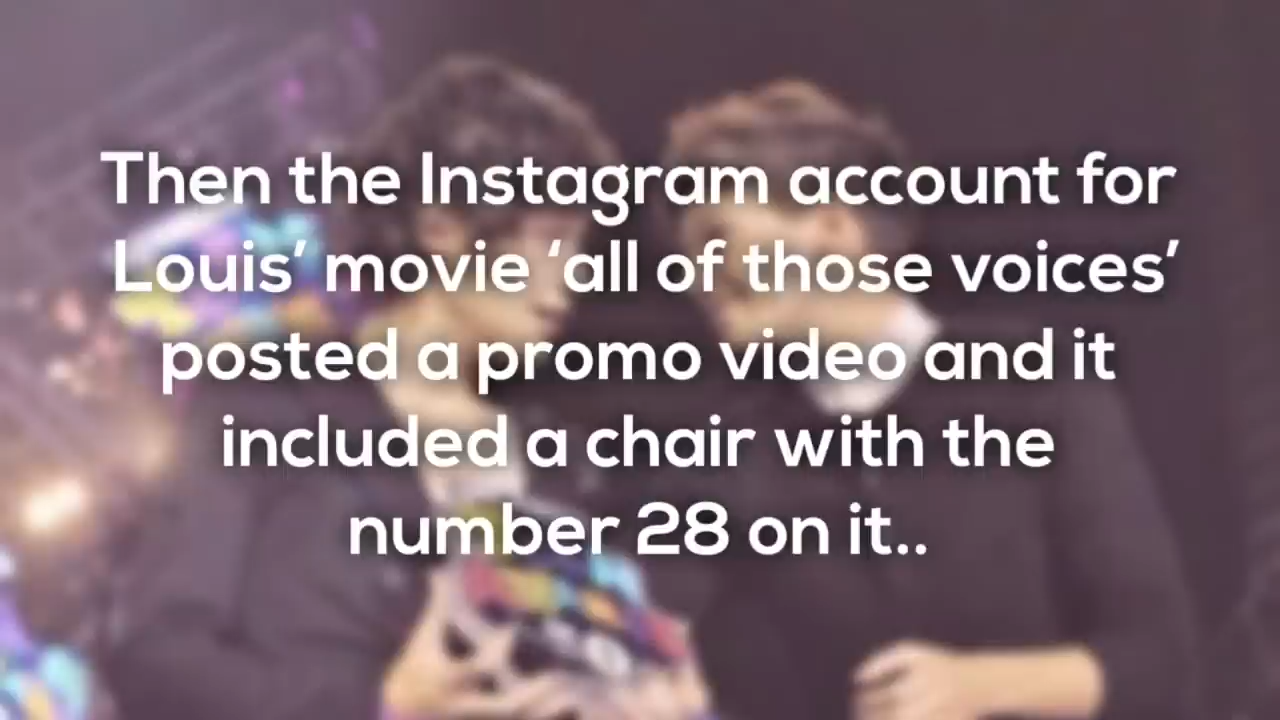 Then the Instagram account for
Louis’ movie ‘all of those voices’
posted a promo video and it
included a chair with the
number 28 on it..